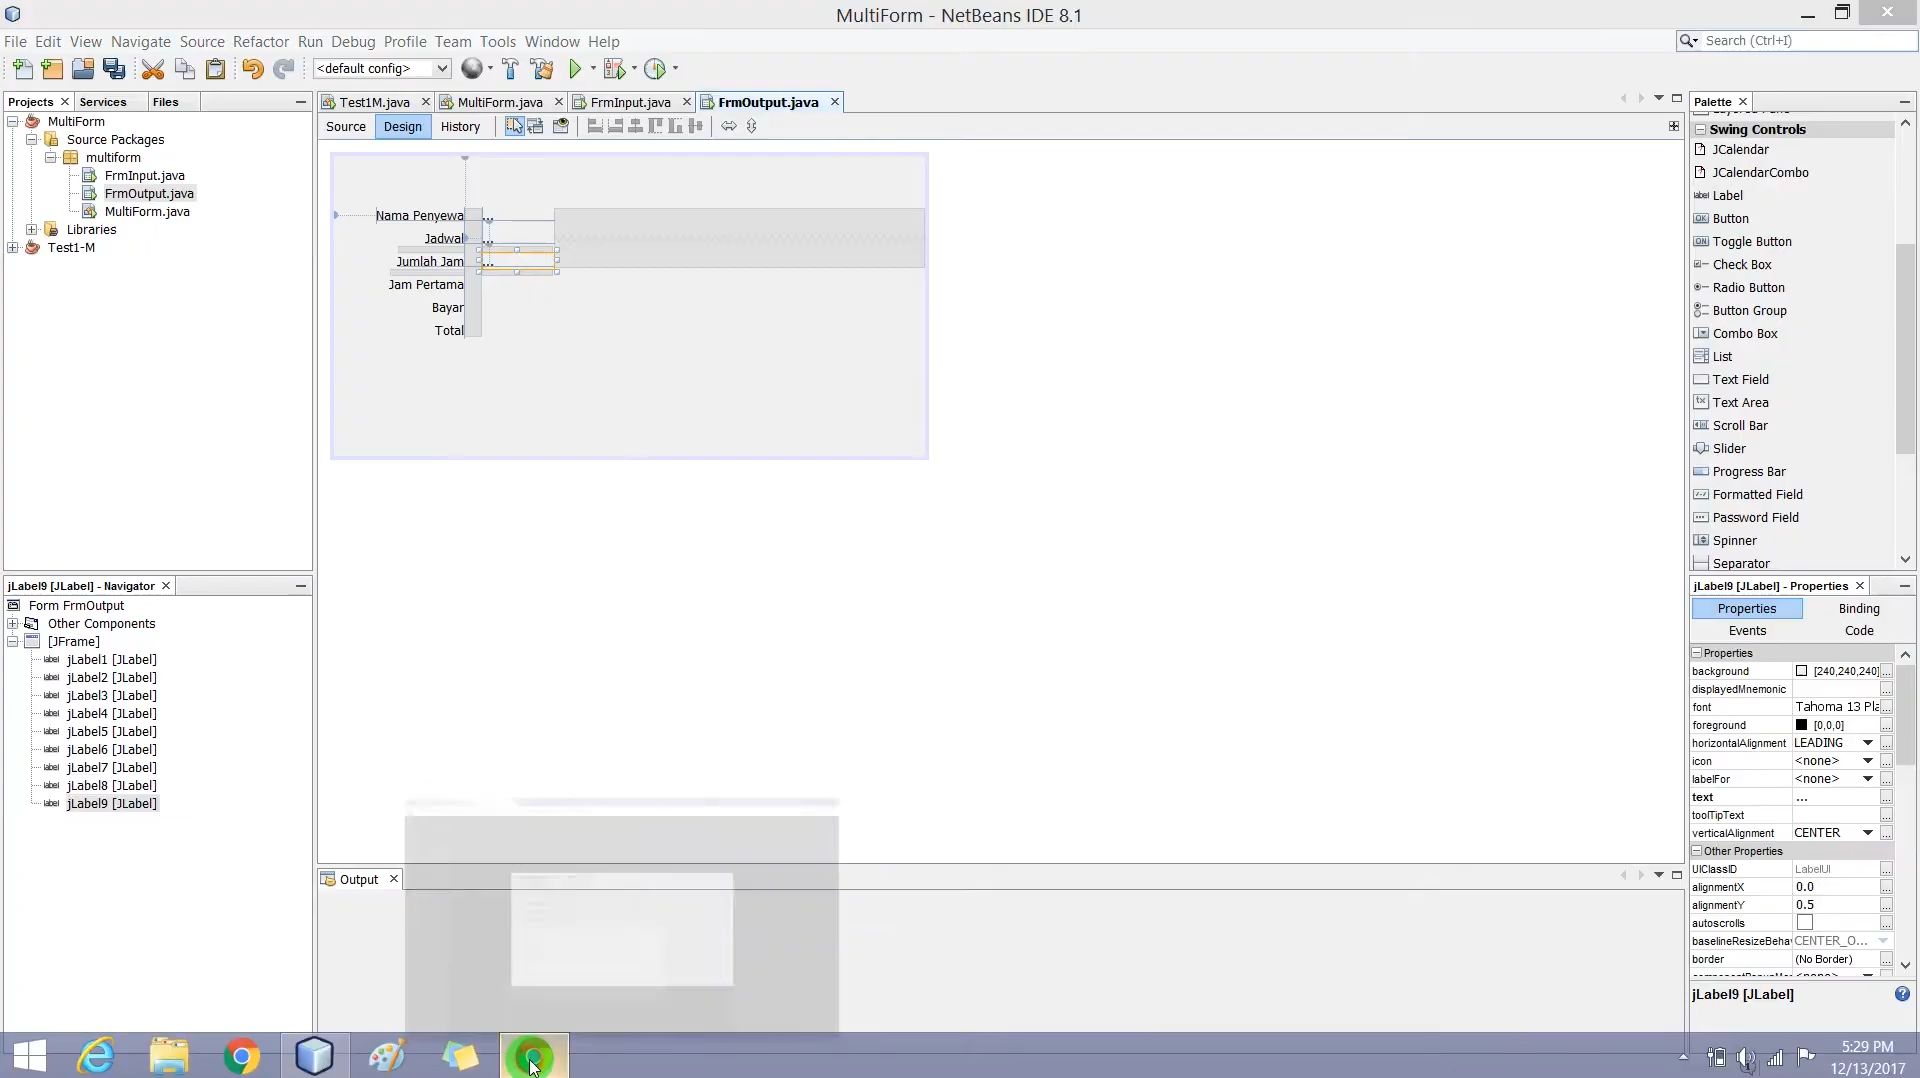 MultiForm - NetBeans IDE 8.1
File Edit View Navigate Source Refactor Run Debug Profile Team Tools Window Help
Search (Ctrl+I)
<default config>
Projects Services Files
Test1M.java MultiForm.java FrmInput.java FrmOutput.java
Source Design History
MultiForm
Source Packages
multiform
FrmInput.java
FrmOutput.java
MultiForm.java
Libraries
Test1-M
Nama Penyewa ...
Jadwal ...
Jumlah Jam ...
Jam Pertama
Bayar
Total
Palette
Swing Controls
JCalendar
JCalendarCombo
Label
Button
Toggle Button
Check Box
Radio Button
Button Group
Combo Box
List
Text Field
Text Area
Scroll Bar
Slider
Progress Bar
Formatted Field
Password Field
Spinner
Separator
jLabel9 [JLabel] - Navigator
Form FrmOutput
Other Components
[JFrame]
jLabel1 [JLabel]
jLabel2 [JLabel]
jLabel3 [JLabel]
jLabel4 [JLabel]
jLabel5 [JLabel]
jLabel6 [JLabel]
jLabel7 [JLabel]
jLabel8 [JLabel]
jLabel9 [JLabel]
jLabel9 [JLabel] - Properties
Properties Binding
Events Code
Properties
background [240,240,240] ...
displayedMnemonic ...
font Tahoma 13 Pla ...
foreground [0,0,0] ...
horizontalAlignment LEADING ...
icon <none> ...
labelFor <none> ...
text ... ...
toolTipText ...
verticalAlignment CENTER ...
Other Properties
UIClassID LabelUI ...
alignmentX 0.0 ...
alignmentY 0.5 ...
autoscrolls ...
baselineResizeBeha CENTER_O...
border (No Border) ...
jLabel9 [JLabel]
Output
5:29 PM
12/13/2017